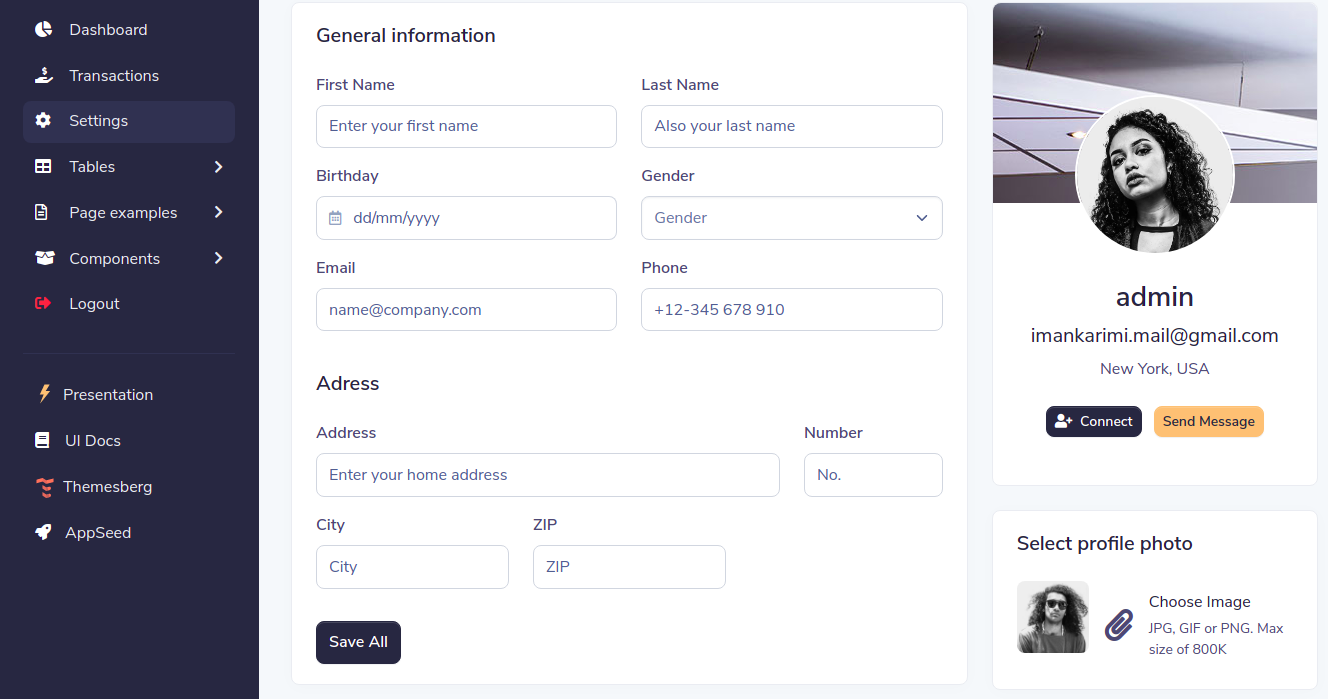 Dashboard
Transactions
Settings
Tables
Page examples
Components
Logout
Presentation
UI Docs
Themesberg
AppSeed
General information
First Name
Last Name
Enter your first name
Also your last name
Birthday
Gender
dd/mm/yyyy
Gender
Email
Phone
name@company.com
+12-345 678 910
Adress
Address
Number
Enter your home address
No.
City
ZIP
City
ZIP
Save All
admin
imankarimi.mail@gmail.com
New York, USA
Connect
Send Message
Select profile photo
Choose Image
JPG, GIF or PNG. Max
size of 800K